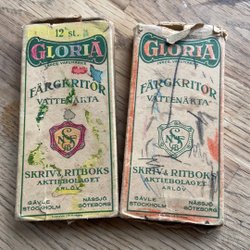 12 st.
GLORIA
FÄRGKRITOR
VATTENÄKTA
SKRIV & RITBOKS
AKTIEBOLAGET
ARLÖV
GÄVLE NÄSSJÖ
STOCKHOLM GÖTEBORG
GLORIA
FÄRGKRITOR
VATTENÄKTA
SKRIV & RITBOKS
AKTIEBOLAGET
ARLÖV
GÄVLE NÄSSJÖ
STOCKHOLM GÖTEBORG